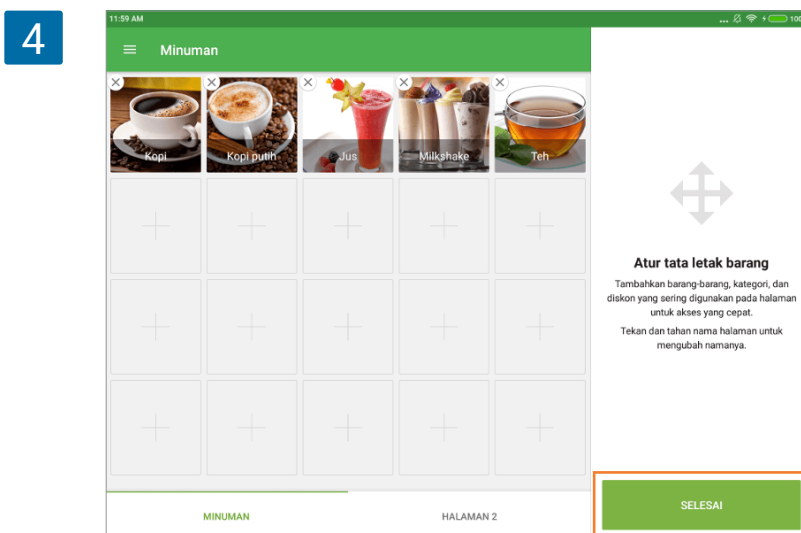 4
11:59 AM
... 100
Minuman
Kopi
Kopi putih
Jus
Milkshake
Teh
Atur tata letak barang
Tambahkan barang-barang, kategori, dan
diskon yang sering digunakan pada halaman
untuk akses yang cepat.
Tekan dan tahan nama halaman untuk
mengubah namanya.
MINUMAN
HALAMAN 2
SELESAI